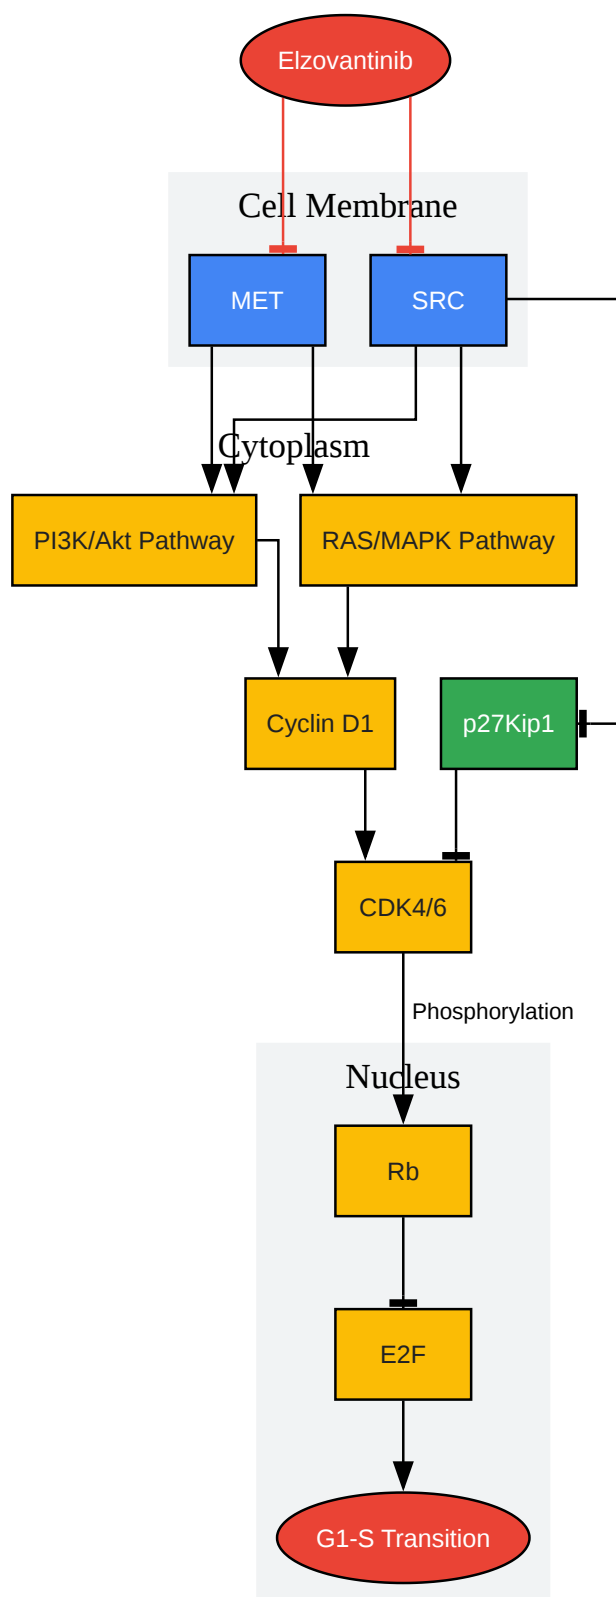 Elzovantinib
Cell Membrane
MET
SRC
Cytoplasm
PI3K/Akt Pathway
RAS/MAPK Pathway
Cyclin D1
p27Kip1
CDK4/6
Phosphorylation
Nucleus
Rb
E2F
G1-S Transition